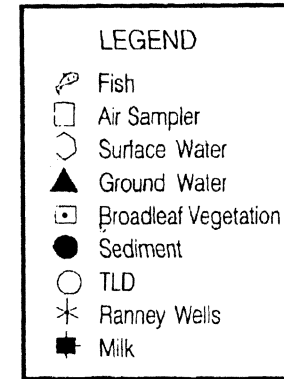 LEGEND
Fish
Air Sampler
Surface Water
Ground Water
Broadleaf Vegetation
Sediment
TLD
Ranney Wells
Milk